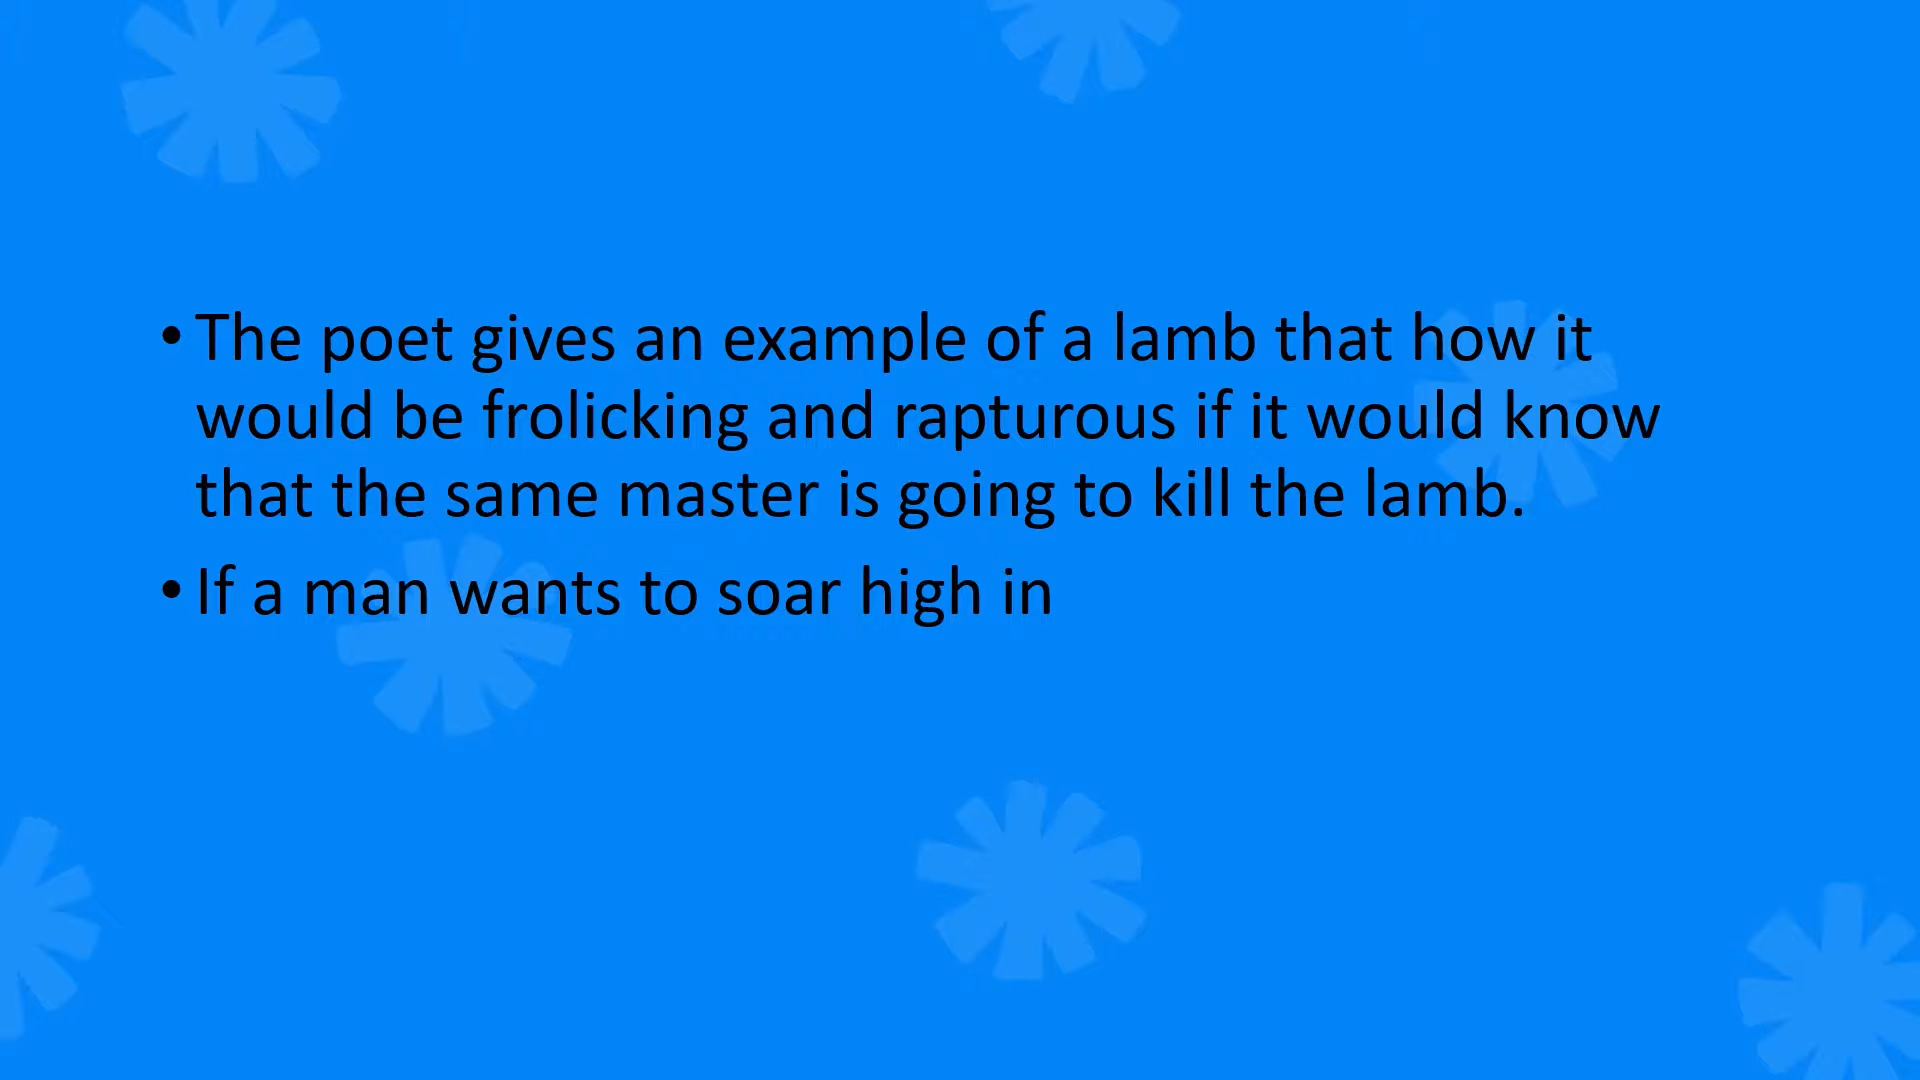 • The poet gives an example of a lamb that how it
would be frolicking and rapturous if it would know
that the same master is going to kill the lamb.
• If a man wants to soar high in